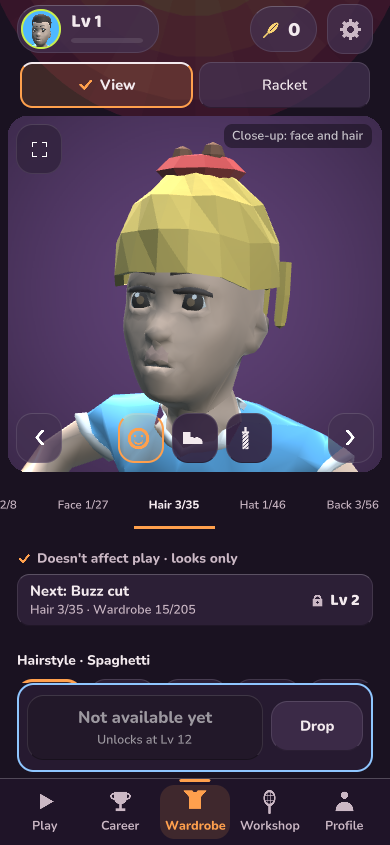 Lv 1
0
View
Racket
Close-up: face and hair
2/8
Face 1/27
Hair 3/35
Hat 1/46
Back 3/56
Doesn't affect play · looks only
Next: Buzz cut
Hair 3/35 · Wardrobe 15/205
Lv 2
Hairstyle · Spaghetti
Not available yet
Unlocks at Lv 12
Drop
Play
Career
Wardrobe
Workshop
Profile